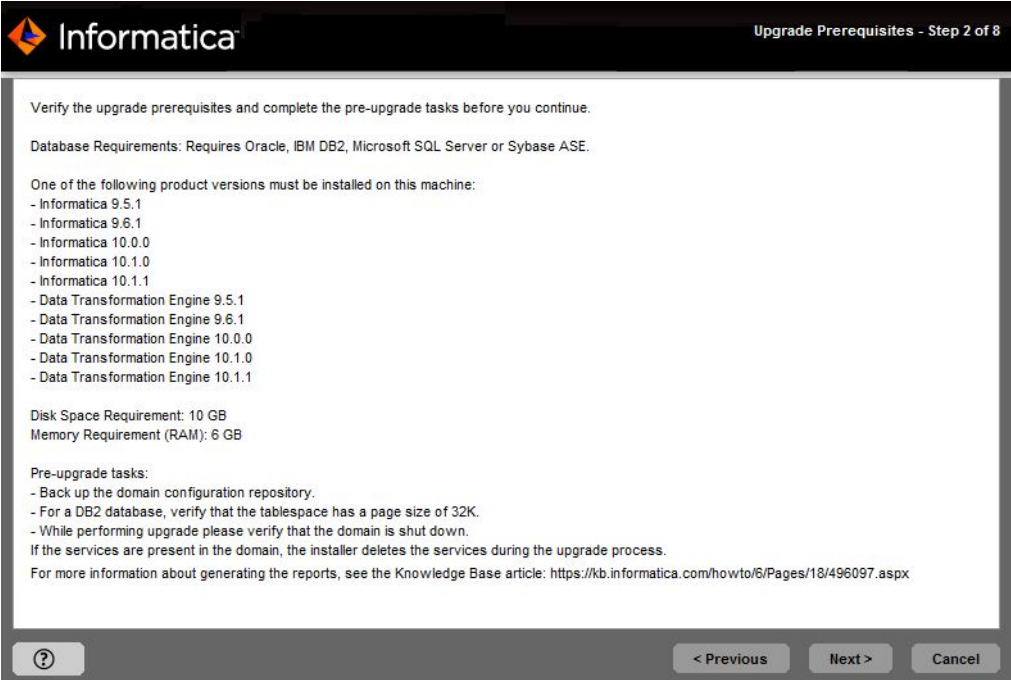 Informatica
Upgrade Prerequisites - Step 2 of 8
Verify the upgrade prerequisites and complete the pre-upgrade tasks before you continue.
Database Requirements: Requires Oracle, IBM DB2, Microsoft SQL Server or Sybase ASE.
One of the following product versions must be installed on this machine:
- Informatica 9.5.1
- Informatica 9.6.1
- Informatica 10.0.0
- Informatica 10.1.0
- Informatica 10.1.1
- Data Transformation Engine 9.5.1
- Data Transformation Engine 9.6.1
- Data Transformation Engine 10.0.0
- Data Transformation Engine 10.1.0
- Data Transformation Engine 10.1.1
Disk Space Requirement: 10 GB
Memory Requirement (RAM): 6 GB
Pre-upgrade tasks:
- Back up the domain configuration repository.
- For a DB2 database, verify that the tablespace has a page size of 32K.
- While performing upgrade please verify that the domain is shut down.
If the services are present in the domain, the installer deletes the services during the upgrade process.
For more information about generating the reports, see the Knowledge Base article: https://kb.informatica.com/howto/6/Pages/18/496097.aspx
?
< Previous
Next >
Cancel